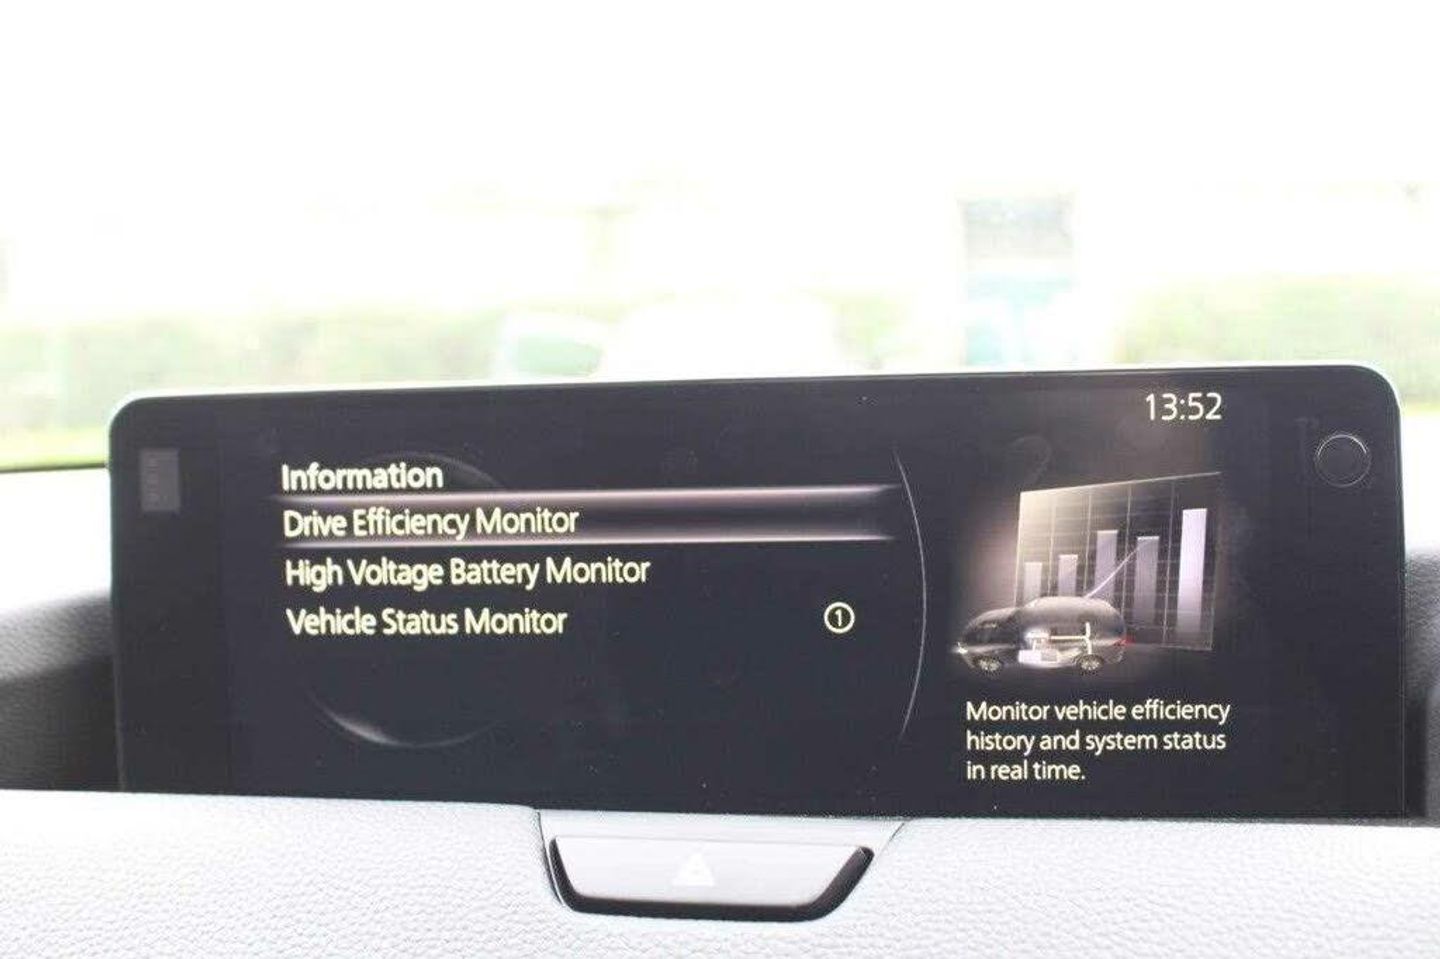 13:52
Information
Drive Efficiency Monitor
High Voltage Battery Monitor
Vehicle Status Monitor 1
Monitor vehicle efficiency
history and system status
in real time.